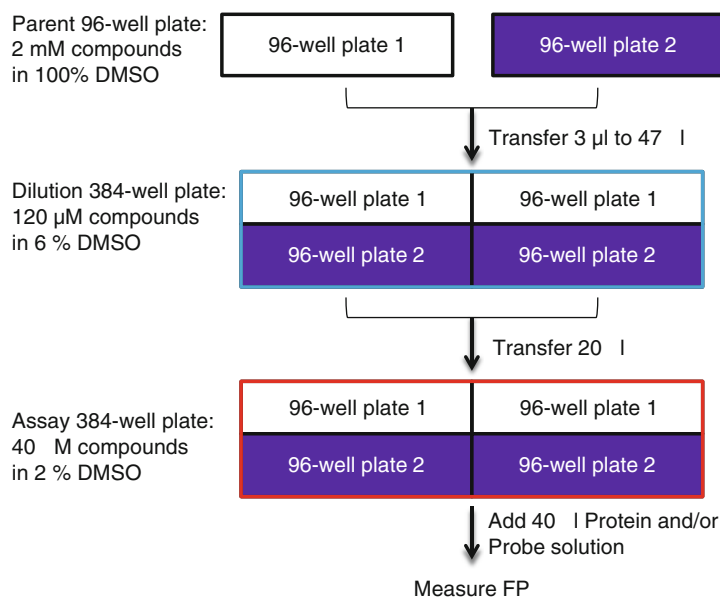 Parent 96-well plate:
2 mM compounds
in 100% DMSO
96-well plate 1
96-well plate 2
Transfer 3 µl to 47 l
Dilution 384-well plate:
120 µM compounds
in 6 % DMSO
96-well plate 1
96-well plate 1
96-well plate 2
96-well plate 2
Transfer 20 l
Assay 384-well plate:
40 M compounds
in 2 % DMSO
96-well plate 1
96-well plate 1
96-well plate 2
96-well plate 2
Add 40 l Protein and/or
Probe solution
Measure FP